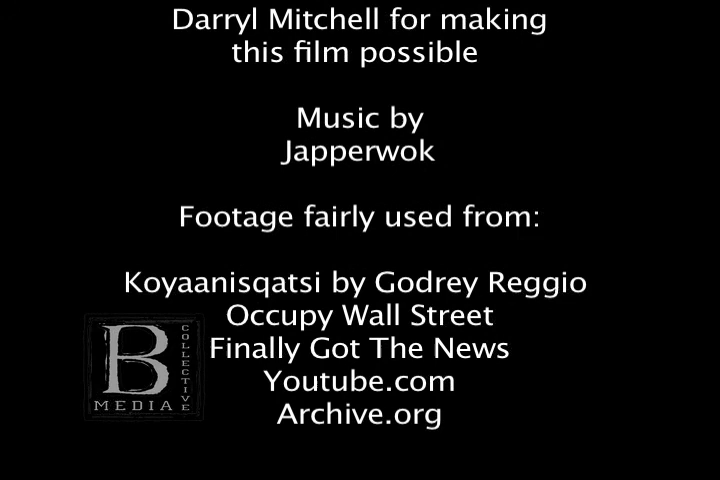 Darryl Mitchell for making
this film possible
Music by
Japperwok
Footage fairly used from:
Koyaanisqatsi by Godrey Reggio
Occupy Wall Street
Finally Got The News
Youtube.com
Archive.org
B
COLLECTIVE
MEDIA